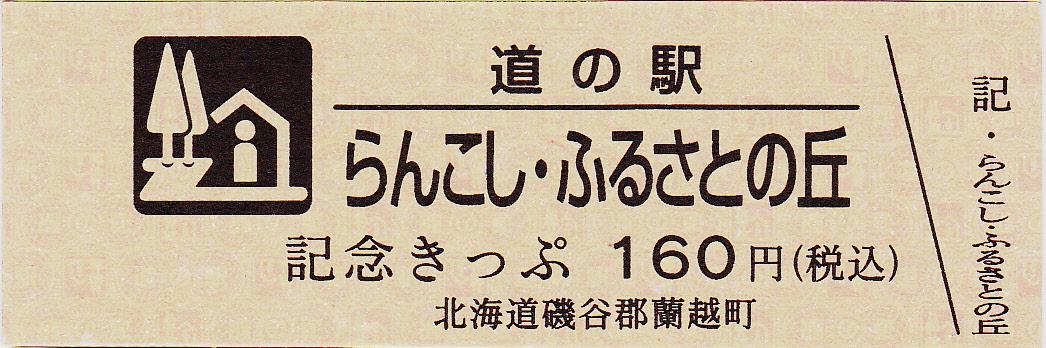 道の駅
らんこし・ふるさとの丘
記念きっぷ 160円(税込)
北海道磯谷郡蘭越町
記・らんこし・ふるさとの丘